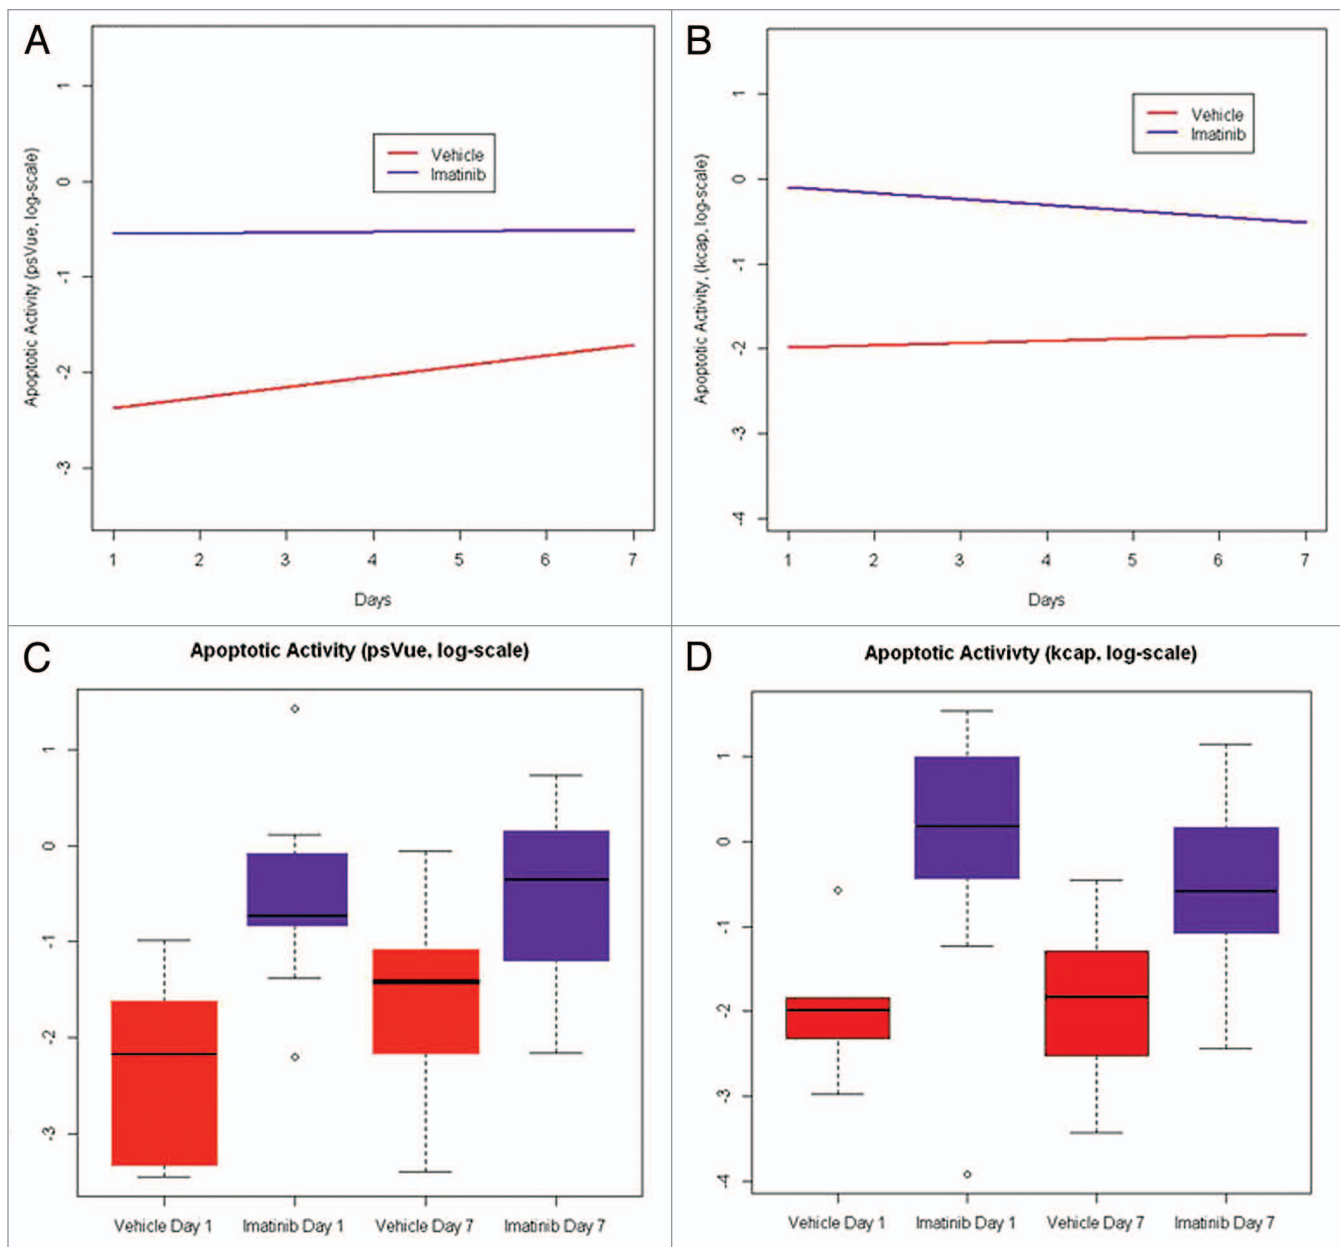 A
Apoptotic Activity (psVue, log-scale)
1
0
-1
-2
-3
Vehicle
Imatinib
1 2 3 4 5 6 7
Days
B
Apoptotic Activity, (kcap, log-scale)
1
0
-1
-2
-3
-4
Vehicle
Imatinib
1 2 3 4 5 6 7
Days
C
Apoptotic Activity (psVue, log-scale)
1
0
-1
-2
-3
Vehicle Day 1 Imatinib Day 1 Vehicle Day 7 Imatinib Day 7
D
Apoptotic Activivty (kcap, log-scale)
1
0
-1
-2
-3
-4
Vehicle Day 1 Imatinib Day 1 Vehicle Day 7 Imatinib Day 7